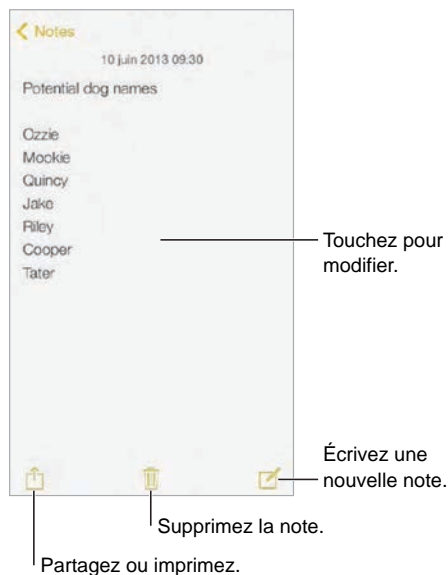 Notes
10 juin 2013 09:30
Potential dog names
Ozzie
Mookie
Quincy
Jake
Riley
Cooper
Tater
Touchez pour
modifier.
Écrivez une
nouvelle note.
Supprimez la note.
Partagez ou imprimez.